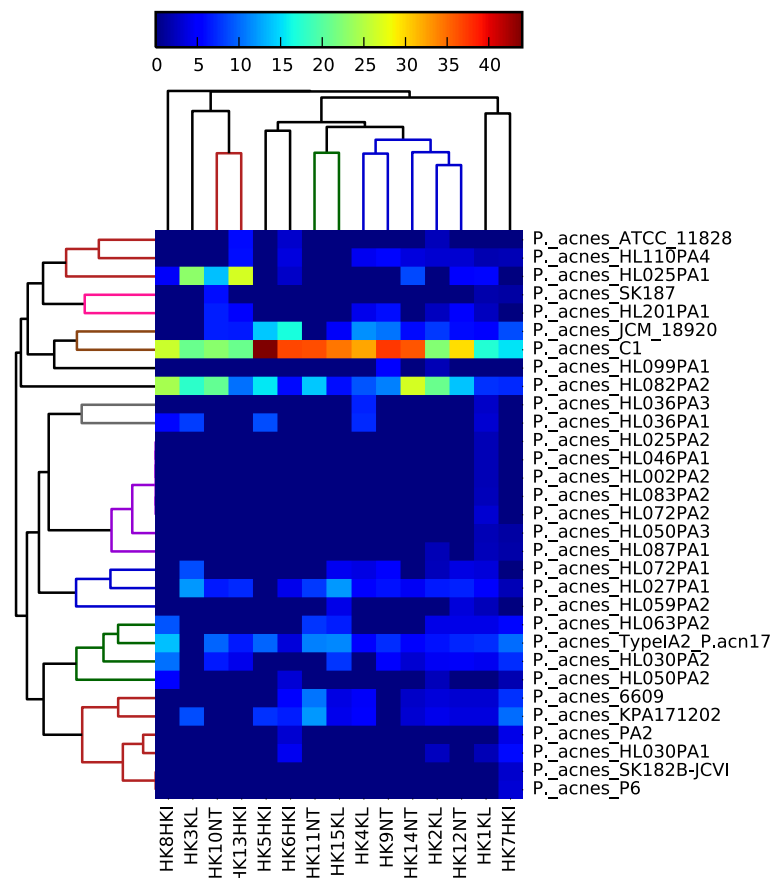 0 5 10 15 20 25 30 35 40
P._acnes_ATCC_11828
P._acnes_HL110PA4
P._acnes_HL025PA1
P._acnes_SK187
P._acnes_HL201PA1
P._acnes_JCM_18920
P._acnes_C1
P._acnes_HL099PA1
P._acnes_HL082PA2
P._acnes_HL036PA3
P._acnes_HL036PA1
P._acnes_HL025PA2
P._acnes_HL046PA1
P._acnes_HL002PA2
P._acnes_HL083PA2
P._acnes_HL072PA2
P._acnes_HL050PA3
P._acnes_HL087PA1
P._acnes_HL072PA1
P._acnes_HL027PA1
P._acnes_HL059PA2
P._acnes_HL063PA2
P._acnes_TypeIA2_P.acn17
P._acnes_HL030PA2
P._acnes_HL050PA2
P._acnes_6609
P._acnes_KPA171202
P._acnes_PA2
P._acnes_HL030PA1
P._acnes_SK182B-JCVI
P._acnes_P6
HK8HKI
HK3KL
HK10NT
HK13HKI
HK5HKI
HK6HKI
HK11NT
HK15KL
HK4KL
HK9NT
HK14NT
HK2KL
HK12NT
HK1KL
HK7HKI